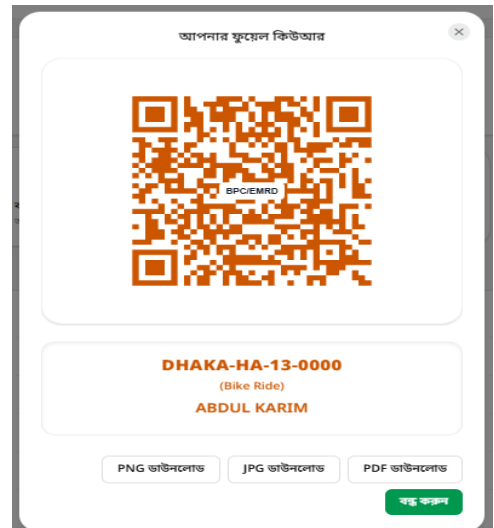 আপনার ফুয়েল কিউআর
BPC/EMRD
DHAKA-HA-13-0000
(Bike Ride)
ABDUL KARIM
PNG ডাউনলোড JPG ডাউনলোড PDF ডাউনলোড
বন্ধ করুন